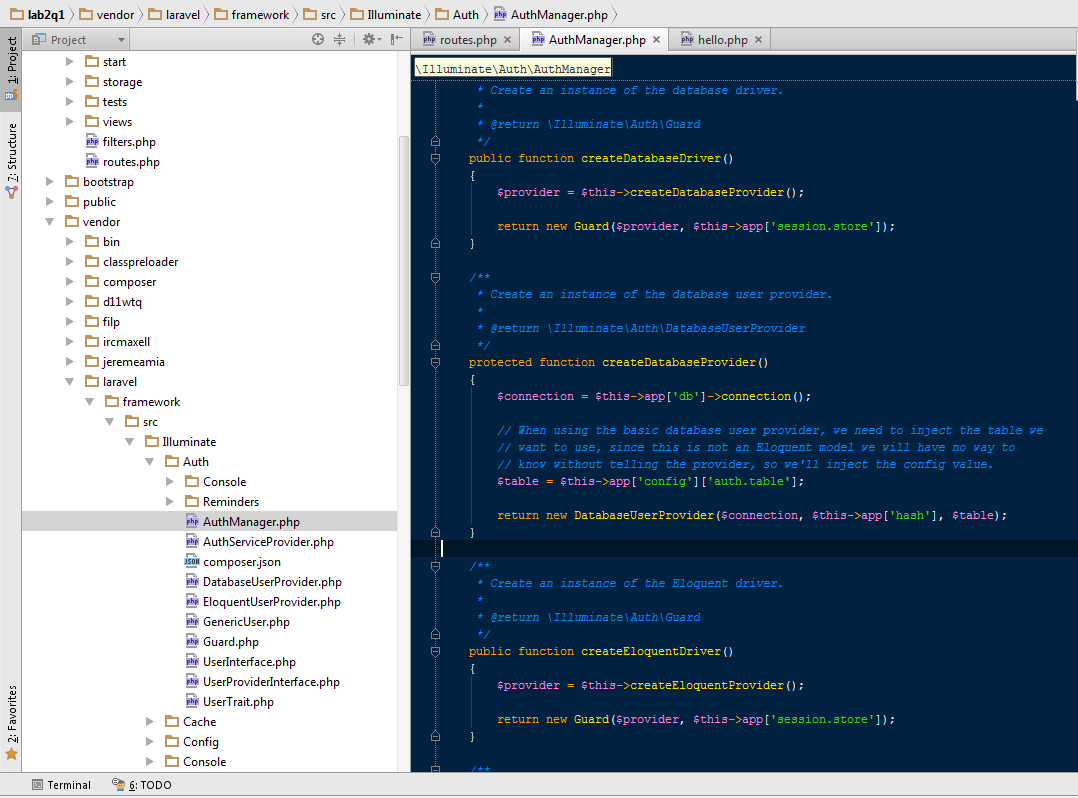 lab2q1 vendor laravel framework src Illuminate Auth AuthManager.php
1: Project
7: Structure
2: Favorites
Project
start
storage
tests
views
filters.php
routes.php
bootstrap
public
vendor
bin
classpreloader
composer
d11wtq
filp
ircmaxell
jeremeamia
laravel
framework
src
Illuminate
Auth
Console
Reminders
AuthManager.php
AuthServiceProvider.php
composer.json
DatabaseUserProvider.php
EloquentUserProvider.php
GenericUser.php
Guard.php
UserInterface.php
UserProviderInterface.php
UserTrait.php
Cache
Config
Console
routes.php AuthManager.php hello.php
\Illuminate\Auth\AuthManager
* Create an instance of the database driver.
*
* @return \Illuminate\Auth\Guard
*/
public function createDatabaseDriver()
{
$provider = $this->createDatabaseProvider();
return new Guard($provider, $this->app['session.store']);
}
/**
* Create an instance of the database user provider.
*
* @return \Illuminate\Auth\DatabaseUserProvider
*/
protected function createDatabaseProvider()
{
$connection = $this->app['db']->connection();
// When using the basic database user provider, we need to inject the table we
// want to use, since this is not an Eloquent model we will have no way to
// know without telling the provider, so we'll inject the config value.
$table = $this->app['config']['auth.table'];
return new DatabaseUserProvider($connection, $this->app['hash'], $table);
}
/**
* Create an instance of the Eloquent driver.
*
* @return \Illuminate\Auth\Guard
*/
public function createEloquentDriver()
{
$provider = $this->createEloquentProvider();
return new Guard($provider, $this->app['session.store']);
}
/**
Terminal 6: TODO